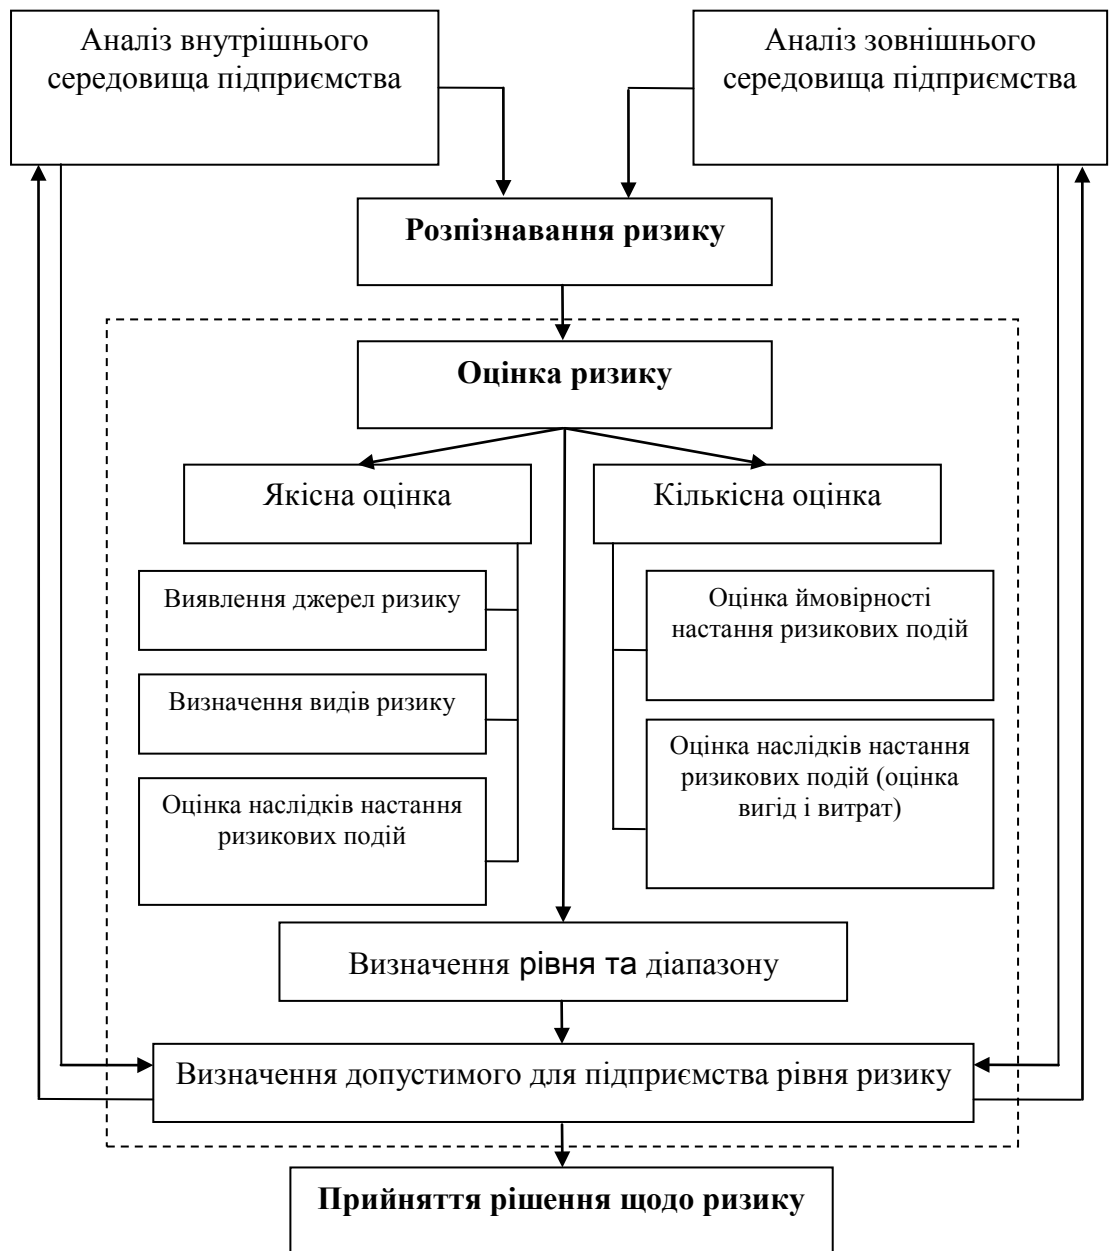 Аналіз внутрішнього
середовища підприємства
Аналіз зовнішнього
середовища підприємства
Розпізнавання ризику
Оцінка ризику
Якісна оцінка
Кількісна оцінка
Виявлення джерел ризику
Визначення видів ризику
Оцінка наслідків настання
ризикових подій
Оцінка ймовірності
настання ризикових подій
Оцінка наслідків настання
ризикових подій (оцінка
вигід і витрат)
Визначення рівня та діапазону
Визначення допустимого для підприємства рівня ризику
Прийняття рішення щодо ризику